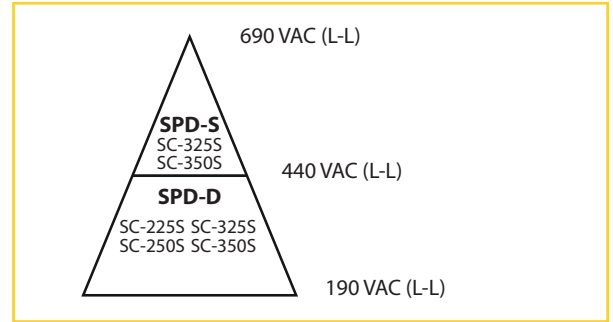 690 VAC (L-L)
SPD-S
SC-325S
SC-350S
440 VAC (L-L)
SPD-D
SC-225S SC-325S
SC-250S SC-350S
190 VAC (L-L)